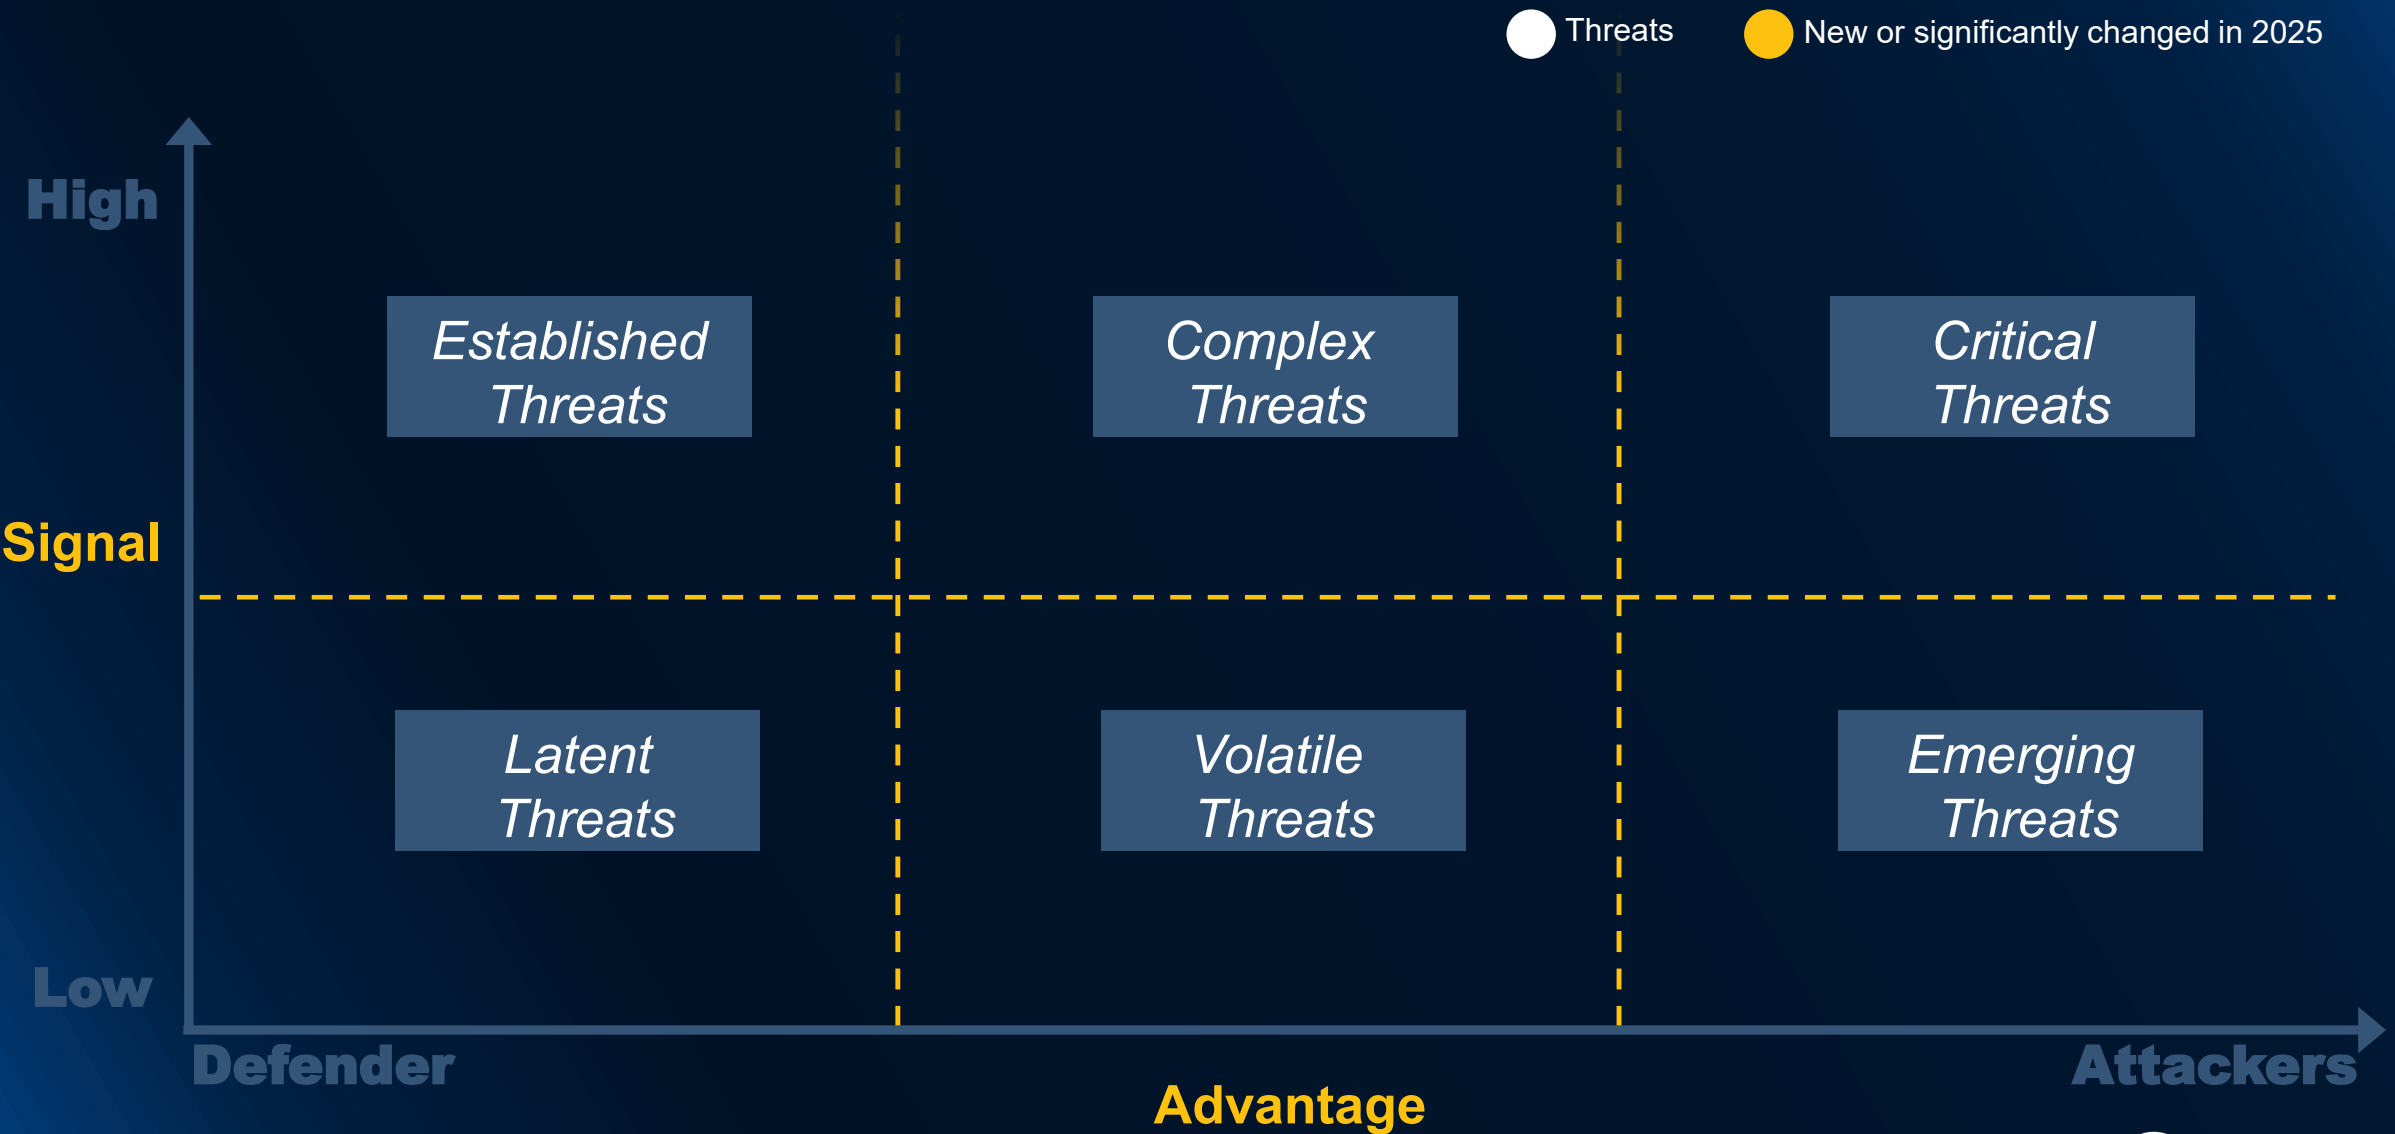 Threats
New or significantly changed in 2025
High
Established
Threats
Complex
Threats
Critical
Threats
Signal
Latent
Threats
Volatile
Threats
Emerging
Threats
Low
Defender
Attackers
Advantage